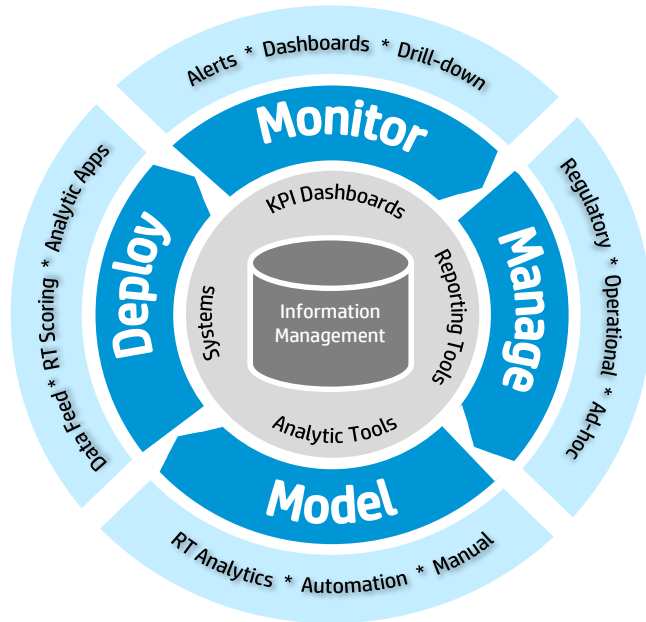 Alerts * Dashboards * Drill-down
Monitor
KPI Dashboards
Regulatory * Operational * Ad-hoc
Manage
Reporting Tools
Information
Management
Systems
Deploy
Data Feed * RT Scoring * Analytic Apps
Analytic Tools
Model
RT Analytics * Automation * Manual